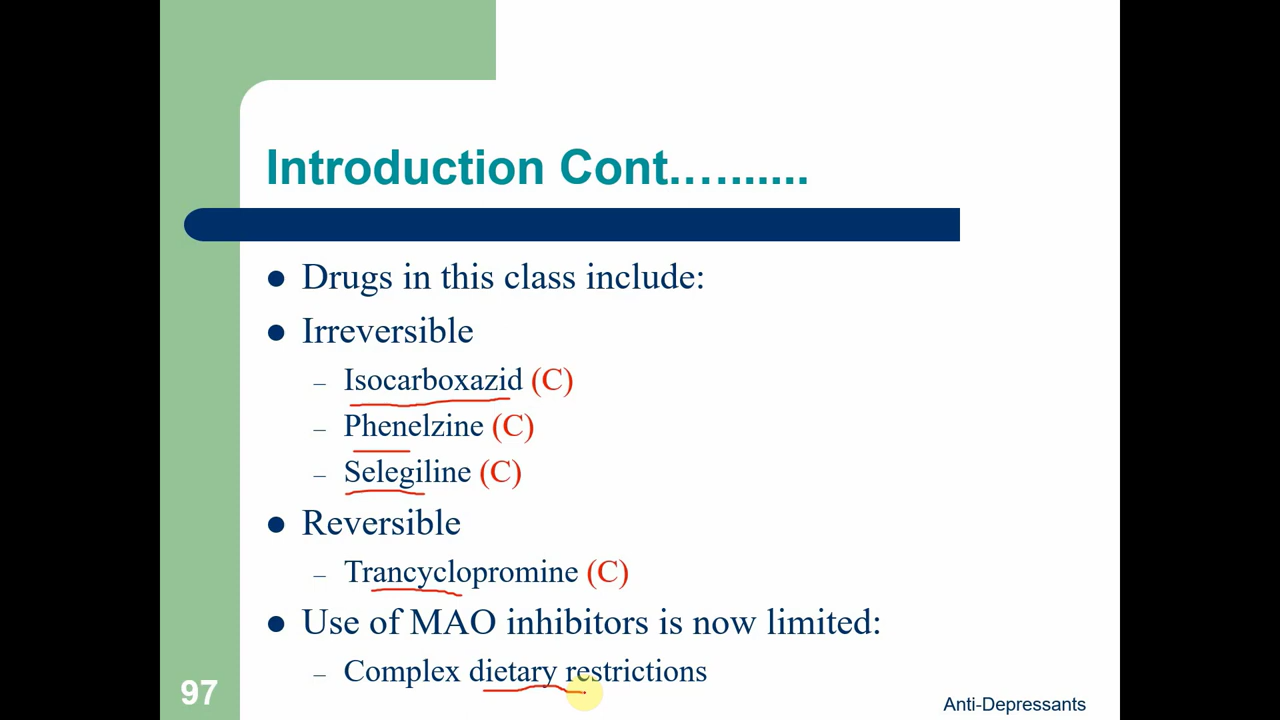 Introduction Cont.….......
Drugs in this class include:
Irreversible
– Isocarboxazid (C)
– Phenelzine (C)
– Selegiline (C)
Reversible
– Trancyclopromine (C)
Use of MAO inhibitors is now limited:
– Complex dietary restrictions
97
Anti-Depressants